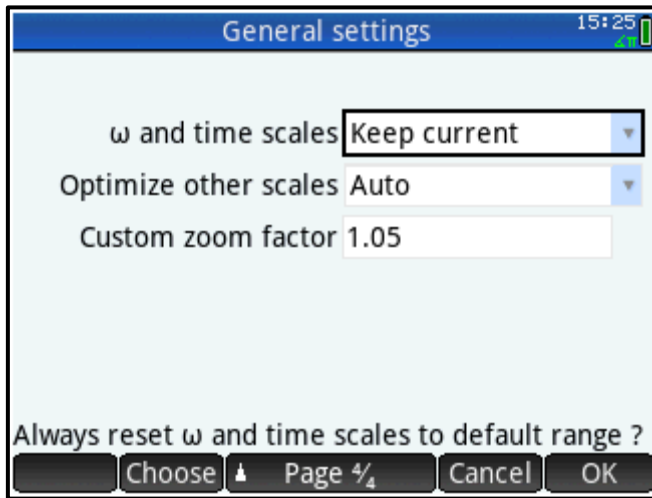 General settings
15:25
∡π
ω and time scales Keep current
Optimize other scales Auto
Custom zoom factor 1.05
Always reset ω and time scales to default range ?
Choose Page 4/4 Cancel OK